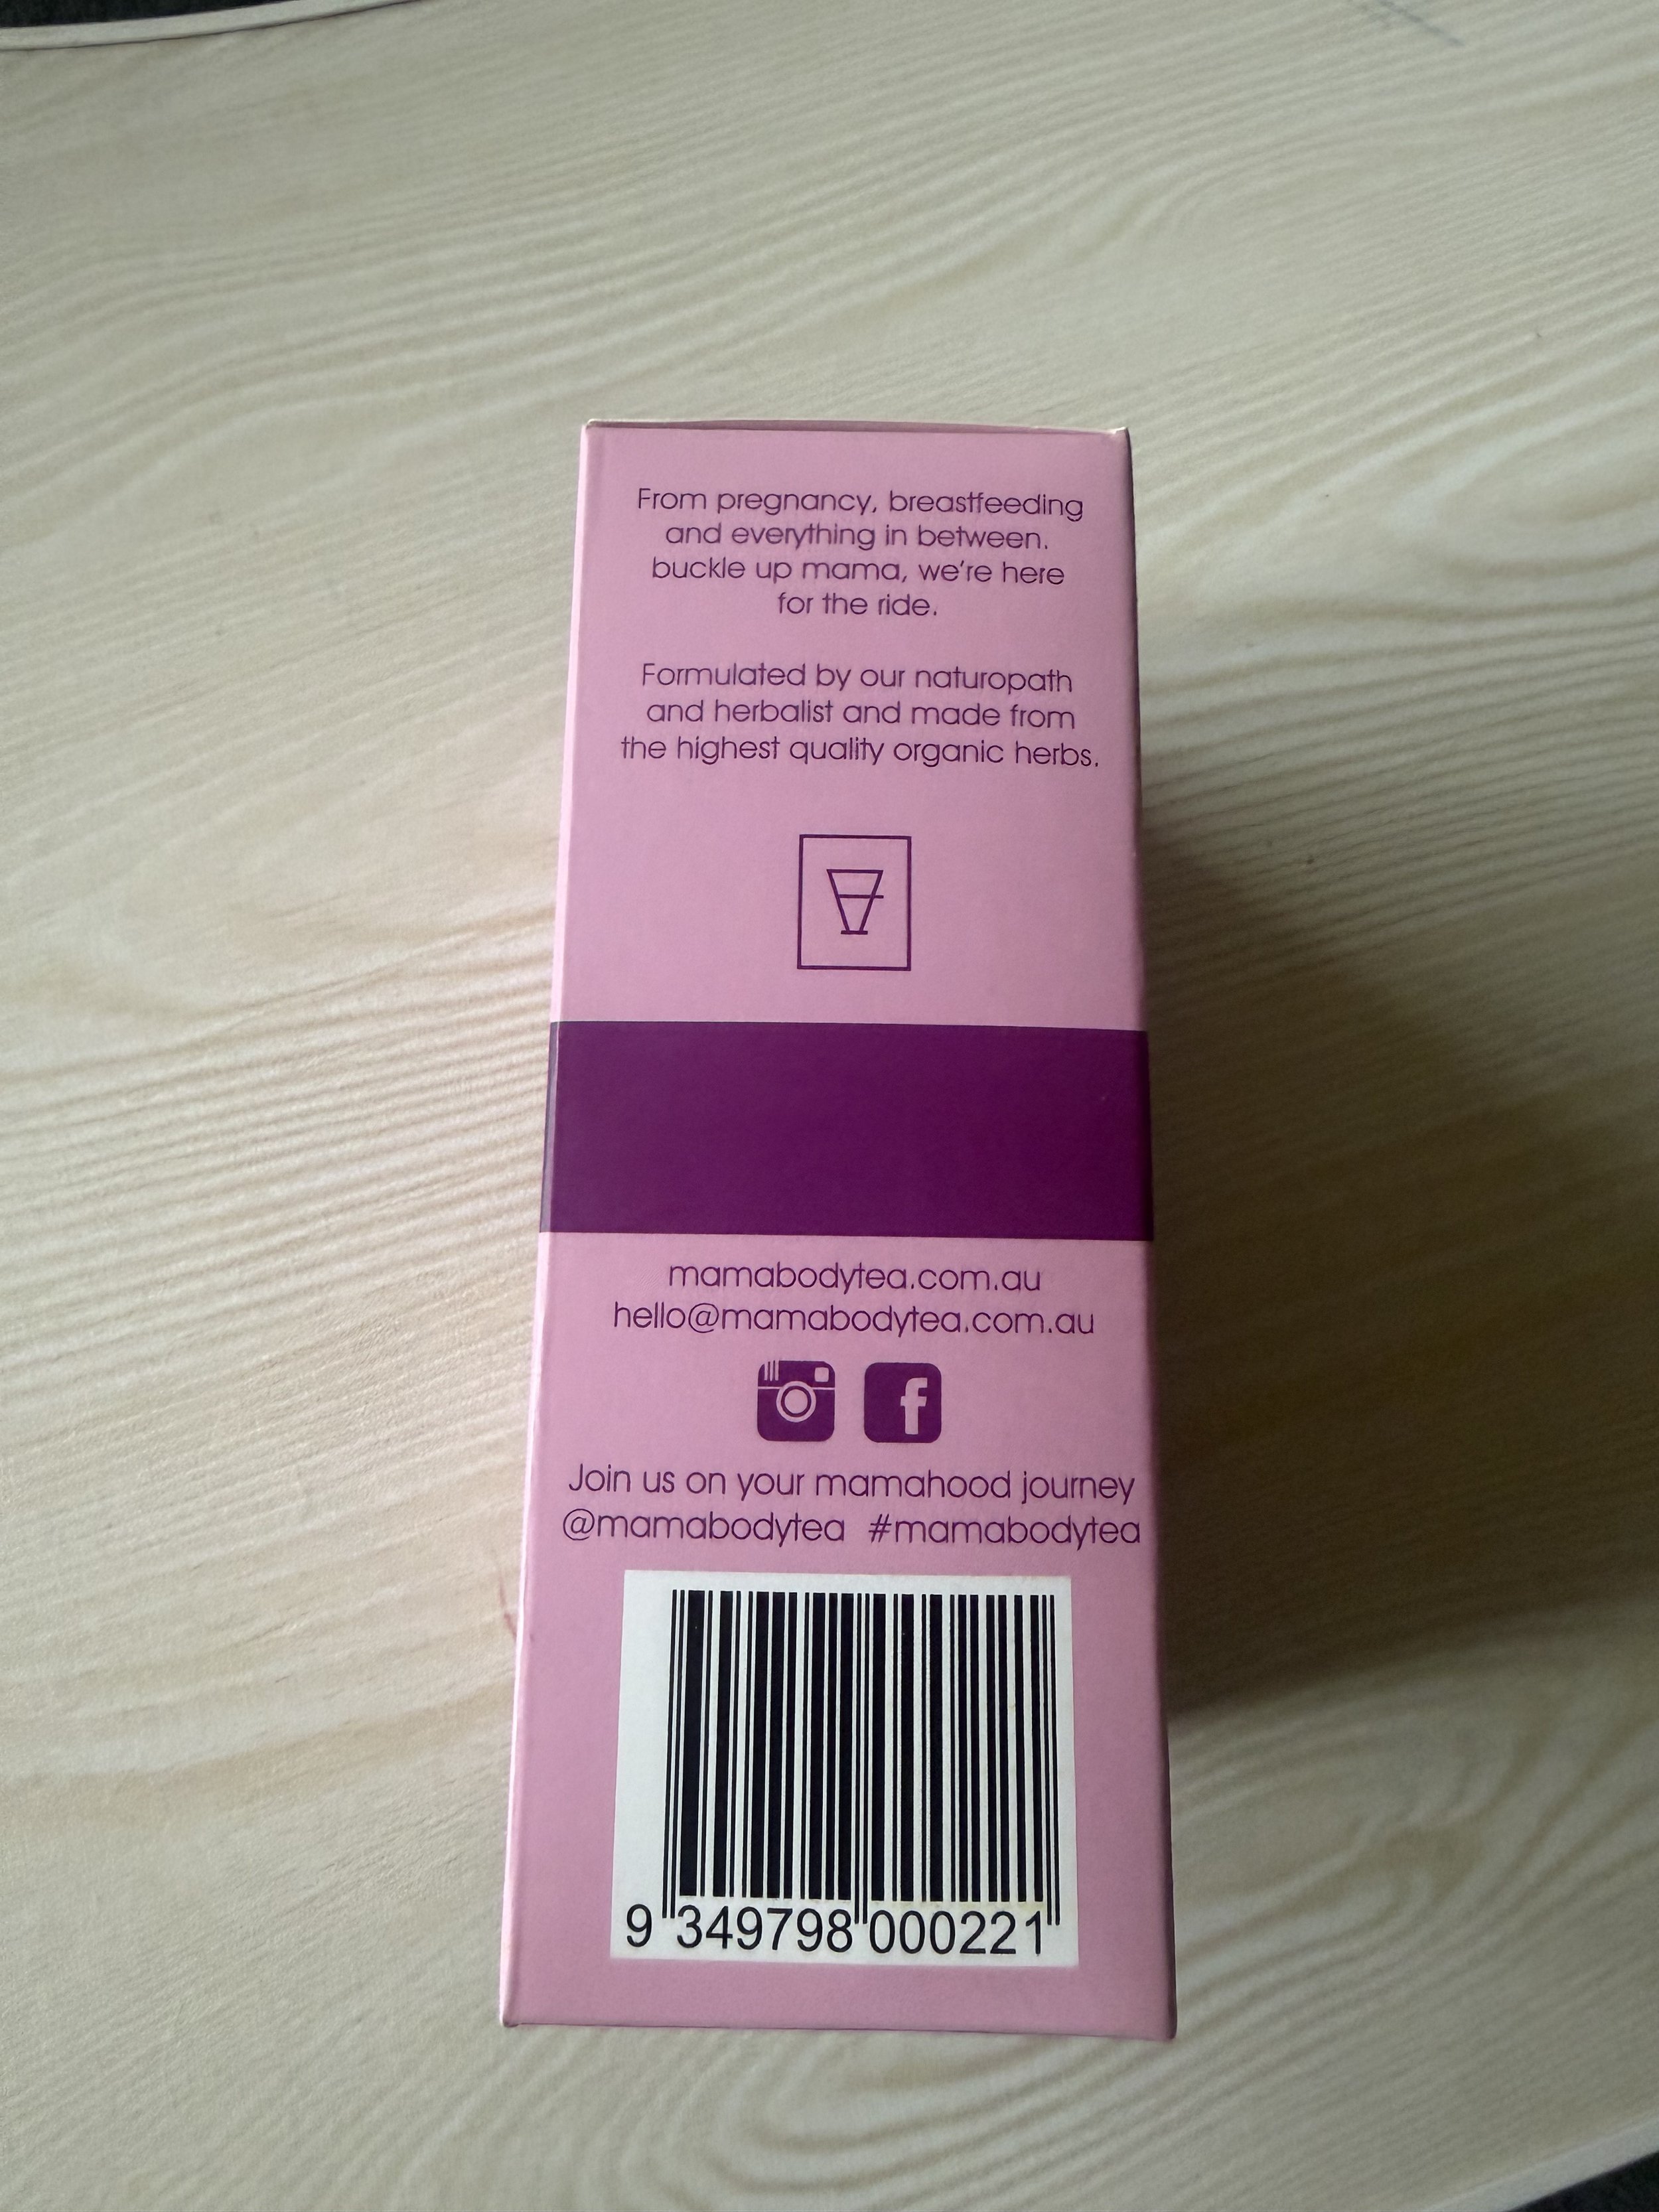 From pregnancy, breastfeeding
and everything in between.
buckle up mama, we're here
for the ride.
Formulated by our naturopath
and herbalist and made from
the highest quality organic herbs.
mamabodytea.com.au
hello@mamabodytea.com.au
f
Join us on your mamahood journey
@mamabodytea #mamabodytea
9 349798 000221